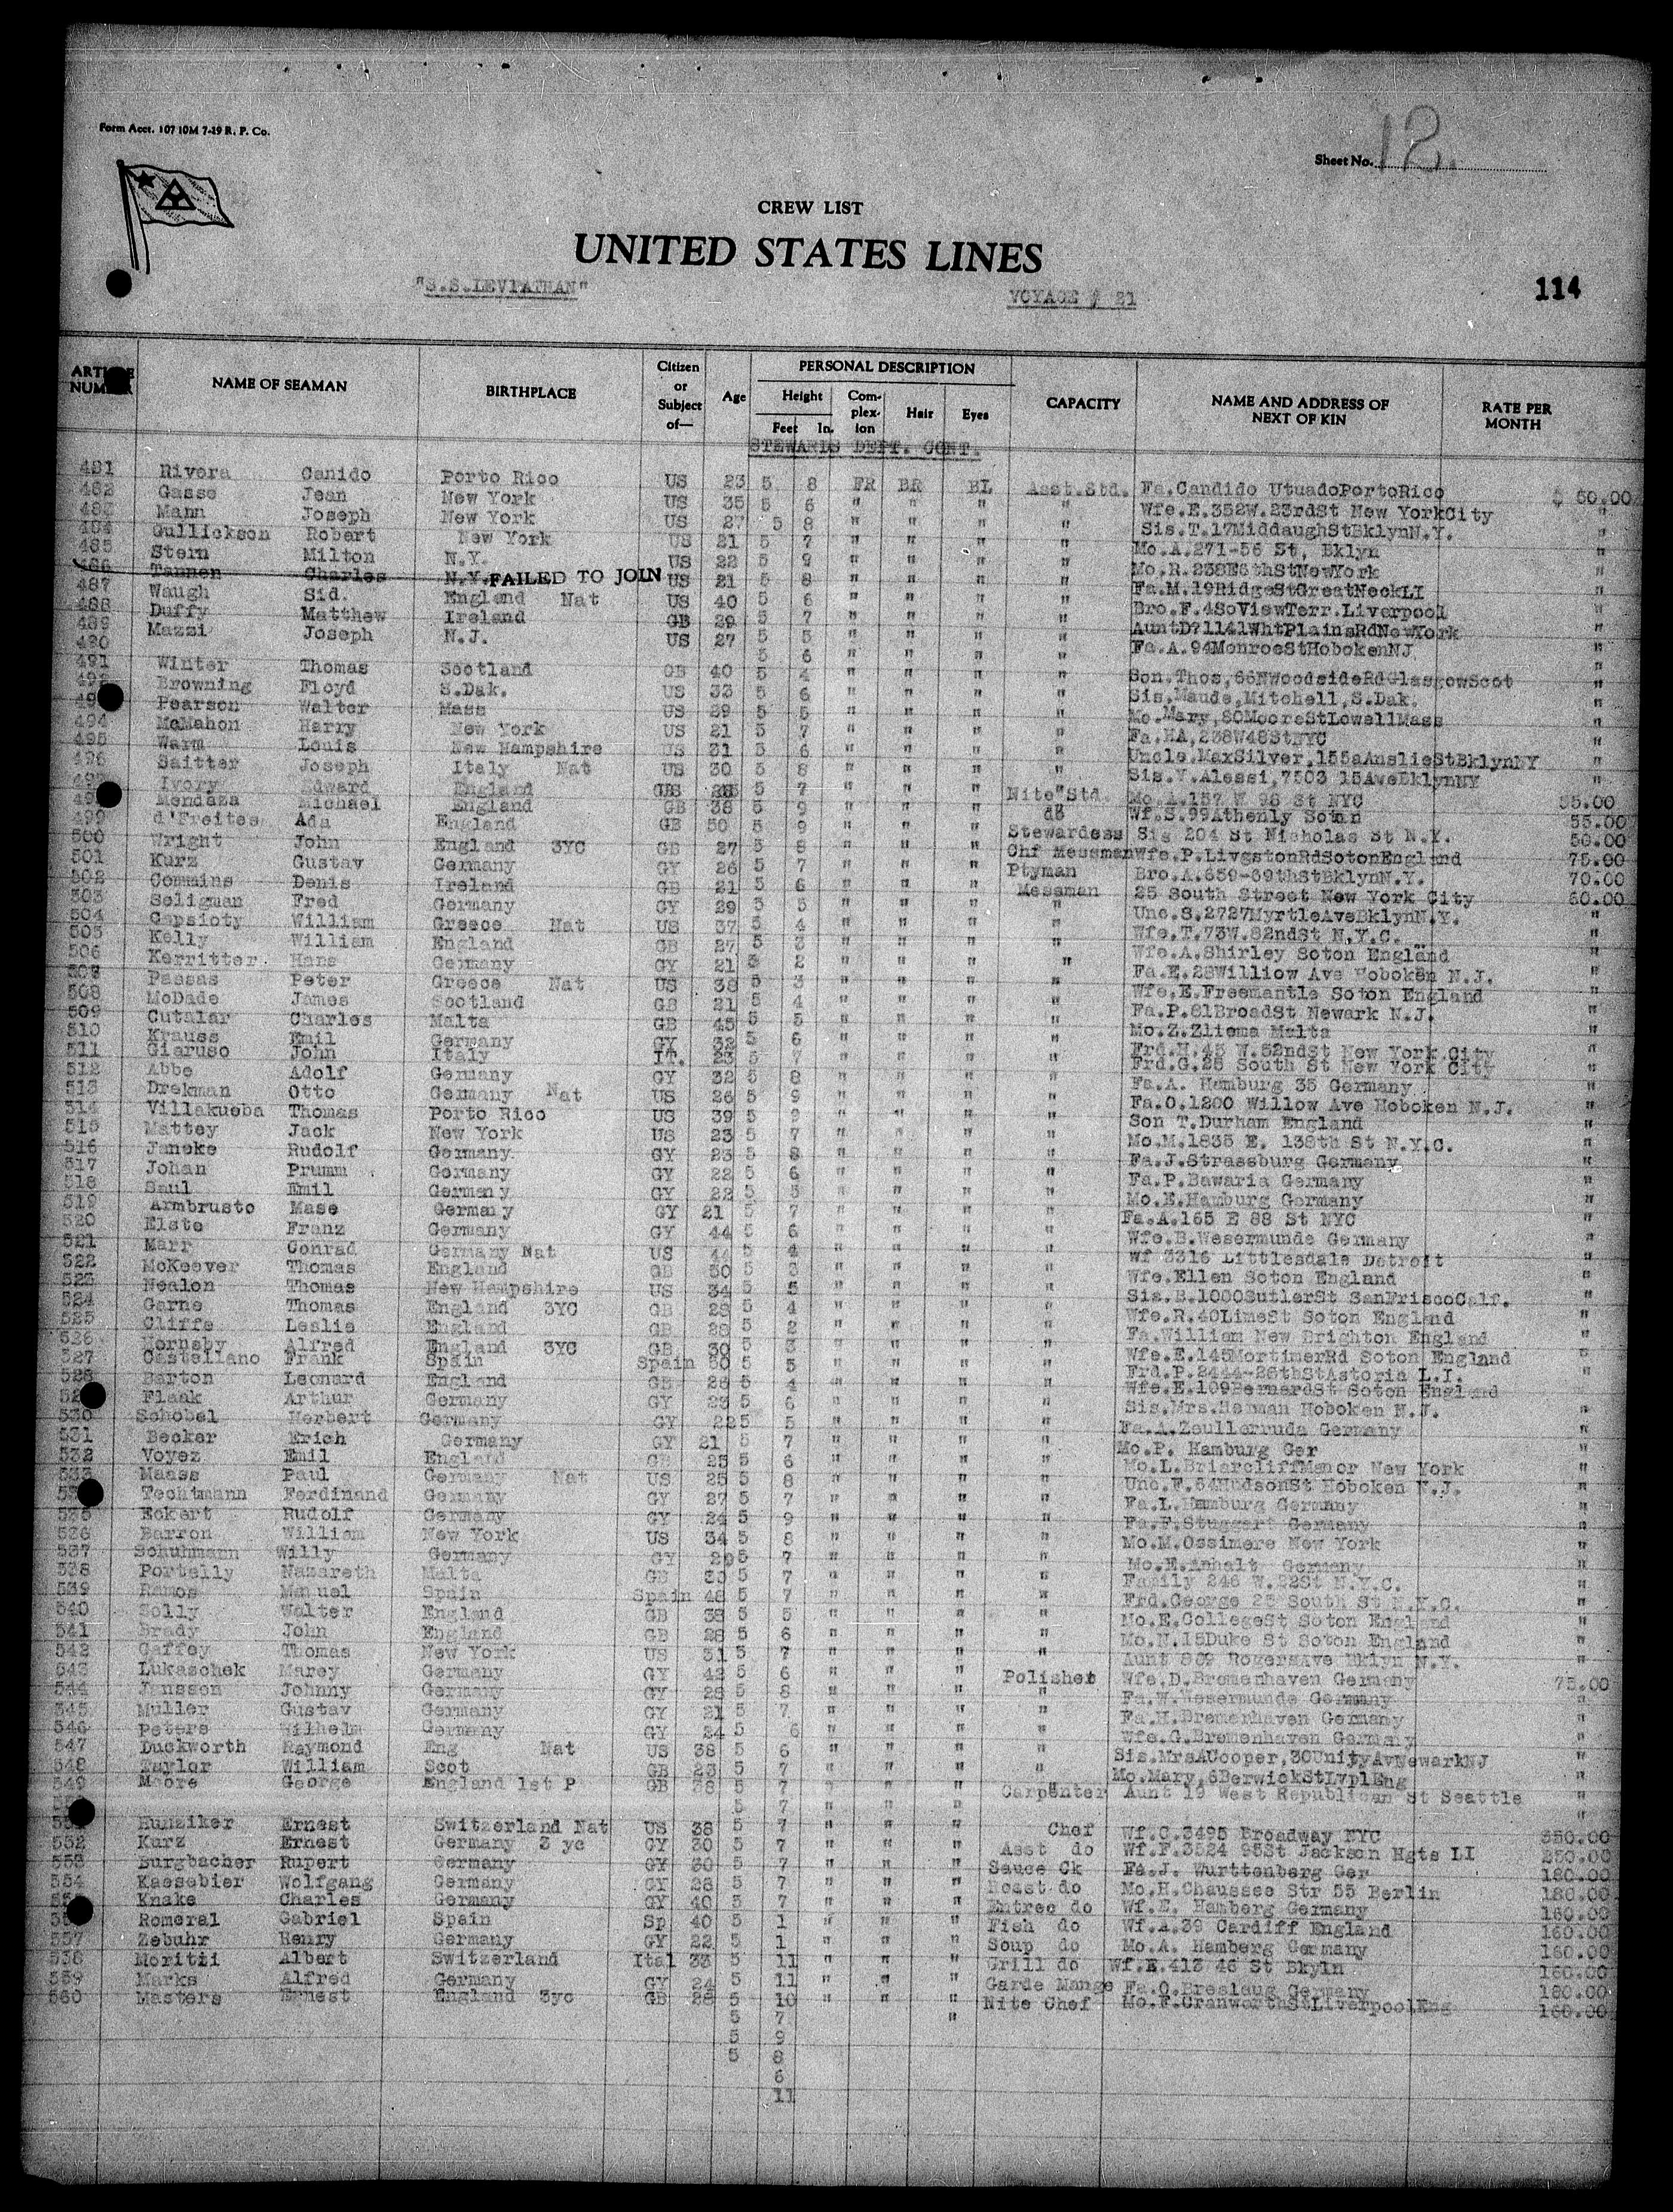 Form Acct. 107 10M 7-19 R. P. Co.
Sheet No. 12.
CREW LIST
UNITED STATES LINES
"S.S.LEVIATHAN"
VOYAGE # 21
114
ARTICLE NUMBER NAME OF SEAMAN BIRTHPLACE Citizen or Subject of— Age PERSONAL DESCRIPTION Height Feet In. Com-plex-ion Hair Eyes CAPACITY NAME AND ADDRESS OF NEXT OF KIN RATE PER MONTH
STEWARDS DEPT. CONT.
481 Rivera Canido Porto Rico US 23 5 8 FR BR BL Asst.Std. Fa.Candido UtuadoPortoRico $ 60.00
482 Gasse Jean New York US 35 5 6 " " " " Wfe.E.352W.23rdSt New YorkCity "
483 Mann Joseph New York US 27 5 8 " " " " Sis.T.17MiddaughStBklynN.Y.
484 Gullickson Robert New York US 21 5 7 " " " " Mo.A.271-56 St, Bklyn "
485 Stern Milton N.Y. US 22 5 9 " " " " Mo.R.238E6thStNewYork "
486 Tannen Charles N.Y. FAILED TO JOIN US 21 5 8 " " " " Fa.M.19RidgeStGreatNeckLI "
487 Waugh Sid. England Nat US 40 5 6 " " " " Bro.F.4SoViewTerr.Liverpool "
488 Duffy Matthew Ireland GB 29 5 7 " " " " AuntD?1141WhtPlainsRdNewYork "
489 Mazzi Joseph N.J. US 27 5 5 " " " " Fa.A.94MonroeStHobokenNJ "
490 5 6 " " " "
491 Winter Thomas Scotland GB 40 5 4 " " " " Son.Thos,66NWoodsideRdGlasgowScot "
Browning Floyd S.Dak. US 33 5 6 " " " " Sis.Maude,Mitchell,S.Dak. "
Pearson Walter Mass US 29 5 5 " " " " Mo.Mary,80MooreStLowellMass "
494 McMahon Harry New York US 21 5 7 " " " " Fa.HA,238W48StNYC "
495 Warm Louis New Hampshire US 31 5 6 " " " " Uncle.MaxSilver,155aAnslieStBklynNY "
496 Saitter Joseph Italy Nat US 30 5 8 " " " " Sis.V.Alessi,7503 15AveBklynNY "
Ivory Edward England 5 7 " " " Nite Std. Mo.A.157 W 98 St NYC 55.00
Mendaza Michael England GB 38 5 9 " " " do Wf.S.99Athenly Soton 55.00
499 d'Freites Ada England GB 50 5 9 " " " Stewardess Sis 204 St Nicholas St N.Y. 50.00
500 Wright John England 3YC GB 27 5 8 " " " Chf Messman Wfe.P.LivgstonRdSotonEngland 75.00
501 Kurz Gustav Germany GY 26 5 7 " " " Ptyman Bro.A.659-69thStBklynN.Y. 70.00
502 Commins Denis Ireland GB 21 5 6 " " " Messman 25 South Street New York City 60.00
503 Seligman Fred Germany GY 29 5 5 " " " " Unc.S.2727MyrtleAveBklynN.Y. "
504 Capsioty William Greece Nat US 37 5 4 " " " " Wfe.T.73W.82ndSt N.Y.C. "
505 Kelly William England GB 27 5 3 " " " " Wfe.A.Shirley Soton England "
506 Kerritter. Hans Germany GY 21 5 2 " " " " Fa.E.28Williow Ave Hoboken N.J. "
507 Passas Peter Greece Nat US 38 5 3 " " " " Wfe.E.Freemantle Soton England "
508 McDade James Scotland GB 21 5 4 " " " " Fa.P.81BroadSt Newark N.J. "
509 Cutalar Charles Malta GB 45 5 5 " " " " Mo.Z.Zliema Malta "
510 Krauss Emil Germany GY 32 5 6 " " " " Frd.H.45 W.52ndSt New York City "
511 Giaruso John Italy IT. 23 5 7 " " " " Frd.G.25 South St New York City "
512 Abbe Adolf Germany GY 32 5 8 " " " " Fa.A. Hamburg 35 Germany "
513 Drekman Otto Germany Nat US 26 5 9 " " " " Fa.O.1200 Willow Ave Hoboken N.J. "
514 Villakueba Thomas Porto Rico US 39 5 9 " " " " Son T.Durham England "
515 Mattey Jack New York US 23 5 7 " " " " Mo.M.1835 E. 138th St N.Y.C. "
516 Janeke Rudolf Germany GY 23 5 8 " " " " Fa.J.Strassburg Germany "
517 Johan Prumm Germany GY 22 5 6 " " " " Fa.P.Bawaria Germany "
518 Saul Emil Germany GY 22 5 5 " " " " Mo.E.Hamburg Germany "
519 Armbrusto Mase Germany GY 21 5 7 " " " " Fa.A.165 E 88 St NYC "
520 Elste Franz Germany GY 44 5 6 " " " " Wfe.B.Wesermunde Germany "
521 Marr Conrad Germany Nat US 44 5 4 " " " " Wf 3316 Littlesdale Detroit "
522 McKeever Thomas England GB 30 5 3 " " " " Wfe.Ellen Soton England "
523 Nealon Thomas New Hampshire US 34 5 5 " " " " Sis.B.1000SutlerSt SanFriscoCalf. "
524 Garne Thomas England 3YC GB 28 5 4 " " " " Wfe.R.40LimeSt Soton England "
525 Cliffe Leslie England GB 28 5 2 " " " " Fa.William New Brighton England "
526 Hornsby Alfred England 3YC GB 30 5 3 " " " " Wfe.E.145MortimerRd Soton England "
527 Castellano Frank Spain Spain 50 5 5 " " " " Frd.P.2444-26thStAstoria L.I. "
528 Barton Leonard England GB 26 5 4 " " " " Wfe.E.109BernardSt Soton England "
Flaak Arthur Germany GY 23 5 6 " " " " Sis.Mrs.Herman Hoboken N.J. "
530 Schobel Herbert Germany GY 22 5 5 " " " " Fa.A.Zeullerruda Germany "
531 Becker Erich Germany GY 21 5 7 " " " " Mo.P. Hamburg Ger "
532 Voyez Emil England GB 25 5 6 " " " " Mo.L.BriarcliffManor New York "
533 Maass Paul Germany Nat US 25 5 8 " " " " Unc.F.64HudsonSt Hoboken N.J. "
Techtmann Ferdinand Germany GY 27 5 7 " " " " Fa.L.Hamburg Germany "
535 Eckert Rudolf Germany GY 24 5 9 " " " " Fa.F.Stuggart Germany "
536 Barron William New York US 34 5 8 " " " " Mo.M.Ossimere New York "
537 Schuhmann Willy Germany GY 29 5 7 " " " " Mo.E.Anhalt Germany "
538 Portelly Nazareth Malta GB 30 5 7 " " " " Family 246 W.22St N.Y.C. "
539 Ramos Manuel Spain Spain 48 5 7 " " " " Frd.George 25 South St N.Y.C. "
540 Solly Walter England GB 38 5 5 " " " " Mo.E.CollegeSt Soton England "
541 Brady John England GB 28 5 6 " " " " Mo.N.15Duke St Soton England "
542 Gaffey Thomas New York US 31 5 7 " " " " Aunt 809 RogersAve Bklyn N.Y. "
543 Lukaschek Marey Germany GY 42 5 6 " " " Polisher Wfe.D.Bremenhaven Germany 75.00
544 Jansson Johnny Germany GY 28 5 8 " " " " Fa.W.Wesermunde Germany "
545 Muller Gustav Germany GY 21 5 7 " " " " Fa.H.Bremerhaven Germany "
546 Peters Wilhelm Germany GY 24 5 6 " " " " Wfe.G.Bremenhaven Germany "
547 Duckworth Raymond Eng Nat US 38 5 6 " " " " Sis.MrsACooper,30UnityAvNewarkNJ "
548 Taylor William Scot GB 23 5 7 " " " " Mo.Mary,6BerwickStLvplEng "
549 Moore George England 1st P GB 38 5 7 " " " Carpenter Aunt 19 West Republican St Seattle "
5 7 " " " "
Hunziker Ernest Switzerland Nat US 38 5 7 " " " Chef Wf.C.3495 Broadway NYC 350.00
552 Kurz Ernest Germany 3 yc GY 30 5 7 " " " Asst do Wf.F.3524 95St Jackson Hgts LI 250.00
553 Burgbacher Rupert Germany GY 30 5 7 " " " Sauce Ck Fa.J. Wurttenberg Ger 180.00
554 Kaesebier Wolfgang Germany GY 28 5 7 " " " Roast do Mo.H.Chaussee Str 55 Berlin 180.00
Knake Charles Germany GY 40 5 7 " " " Entree do Wf.E. Hamberg Germany 160.00
Romeral Gabriel Spain Sp 40 5 1 " " " Fish do Wf.A.39 Cardiff England 160.00
557 Zebuhr Henry Germany GY 22 5 1 " " " Soup do Mo.A. Hamberg Germany 160.00
558 Moritii Albert Switzerland Ital 33 5 11 " " " Grill do Wf.E.413 46 St Bkyln 160.00
559 Marks Alfred Germany GY 24 5 11 " " " Garde Mange Fa.O.Breslaug Germany 180.00
560 Masters Ernest England 3yc GB 28 5 10 " " " Nite Chef Mo.F.CranworthStLiverpoolEng 160.00
5 7 "
5 9
5 8
6
11